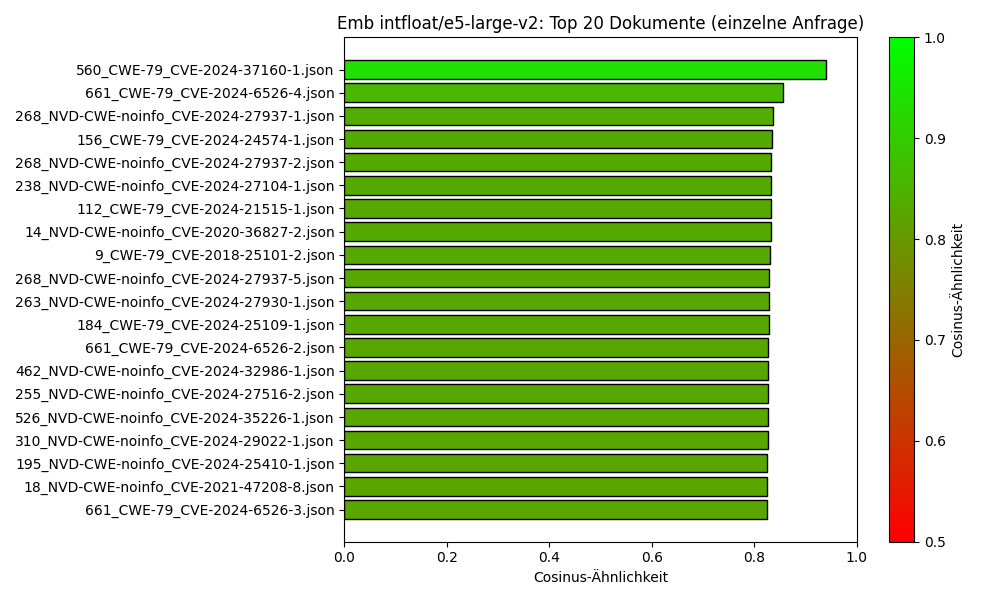 Emb intfloat/e5-large-v2: Top 20 Dokumente (einzelne Anfrage)
560_CWE-79_CVE-2024-37160-1.json
661_CWE-79_CVE-2024-6526-4.json
268_NVD-CWE-noinfo_CVE-2024-27937-1.json
156_CWE-79_CVE-2024-24574-1.json
268_NVD-CWE-noinfo_CVE-2024-27937-2.json
238_NVD-CWE-noinfo_CVE-2024-27104-1.json
112_CWE-79_CVE-2024-21515-1.json
14_NVD-CWE-noinfo_CVE-2020-36827-2.json
9_CWE-79_CVE-2018-25101-2.json
268_NVD-CWE-noinfo_CVE-2024-27937-5.json
263_NVD-CWE-noinfo_CVE-2024-27930-1.json
184_CWE-79_CVE-2024-25109-1.json
661_CWE-79_CVE-2024-6526-2.json
462_NVD-CWE-noinfo_CVE-2024-32986-1.json
255_NVD-CWE-noinfo_CVE-2024-27516-2.json
526_NVD-CWE-noinfo_CVE-2024-35226-1.json
310_NVD-CWE-noinfo_CVE-2024-29022-1.json
195_NVD-CWE-noinfo_CVE-2024-25410-1.json
18_NVD-CWE-noinfo_CVE-2021-47208-8.json
661_CWE-79_CVE-2024-6526-3.json
0.0 0.2 0.4 0.6 0.8 1.0
Cosinus-Ähnlichkeit
1.0
0.9
0.8
0.7
0.6
0.5
Cosinus-Ähnlichkeit